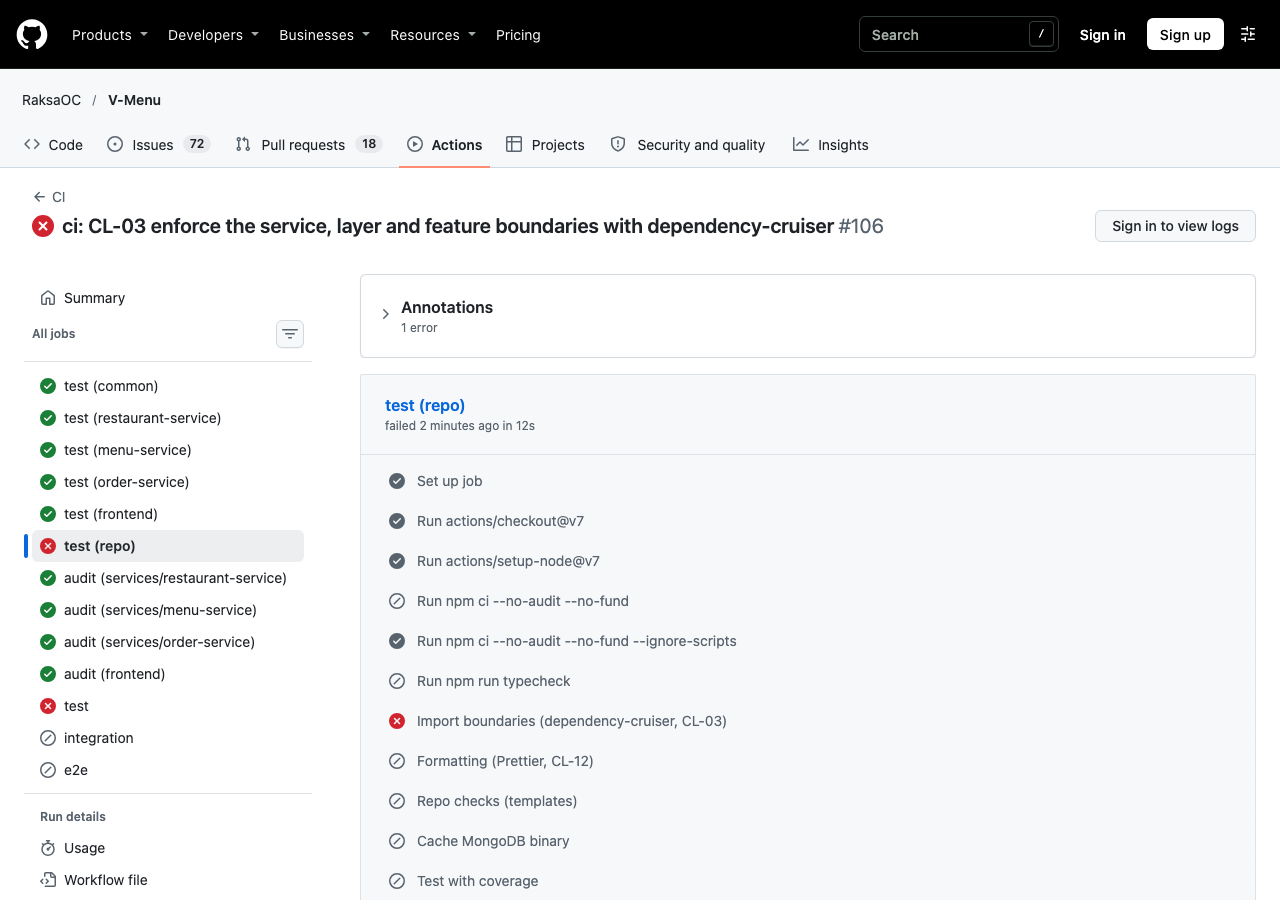 Products Developers Businesses Resources Pricing Search / Sign in Sign up
RaksaOC / V-Menu
Code Issues 72 Pull requests 18 Actions Projects Security and quality Insights
CI
ci: CL-03 enforce the service, layer and feature boundaries with dependency-cruiser #106
Sign in to view logs
Summary
All jobs
test (common)
test (restaurant-service)
test (menu-service)
test (order-service)
test (frontend)
test (repo)
audit (services/restaurant-service)
audit (services/menu-service)
audit (services/order-service)
audit (frontend)
test
integration
e2e
Run details
Usage
Workflow file
Annotations
1 error
test (repo)
failed 2 minutes ago in 12s
Set up job
Run actions/checkout@v7
Run actions/setup-node@v7
Run npm ci --no-audit --no-fund
Run npm ci --no-audit --no-fund --ignore-scripts
Run npm run typecheck
Import boundaries (dependency-cruiser, CL-03)
Formatting (Prettier, CL-12)
Repo checks (templates)
Cache MongoDB binary
Test with coverage